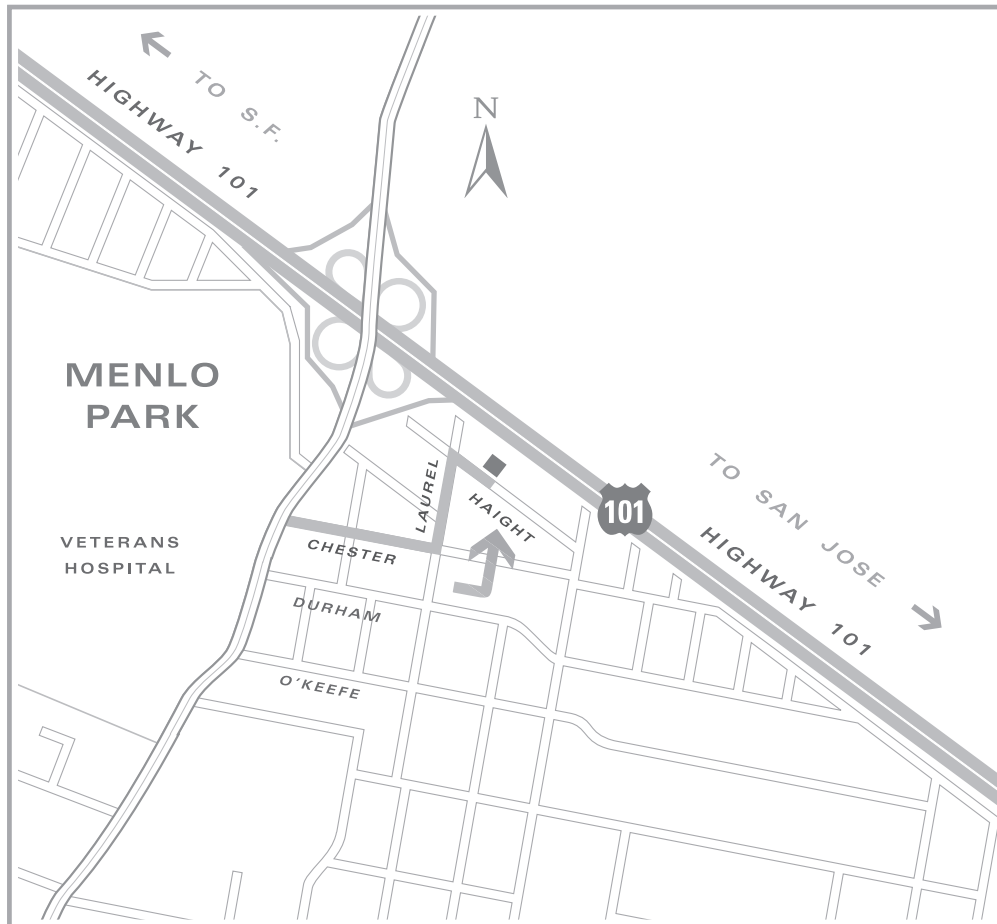 TO S.F.
HIGHWAY 101
N
MENLO
PARK
LAUREL
HAIGHT
101
TO SAN JOSE
HIGHWAY 101
VETERANS
HOSPITAL
CHESTER
DURHAM
O'KEEFE